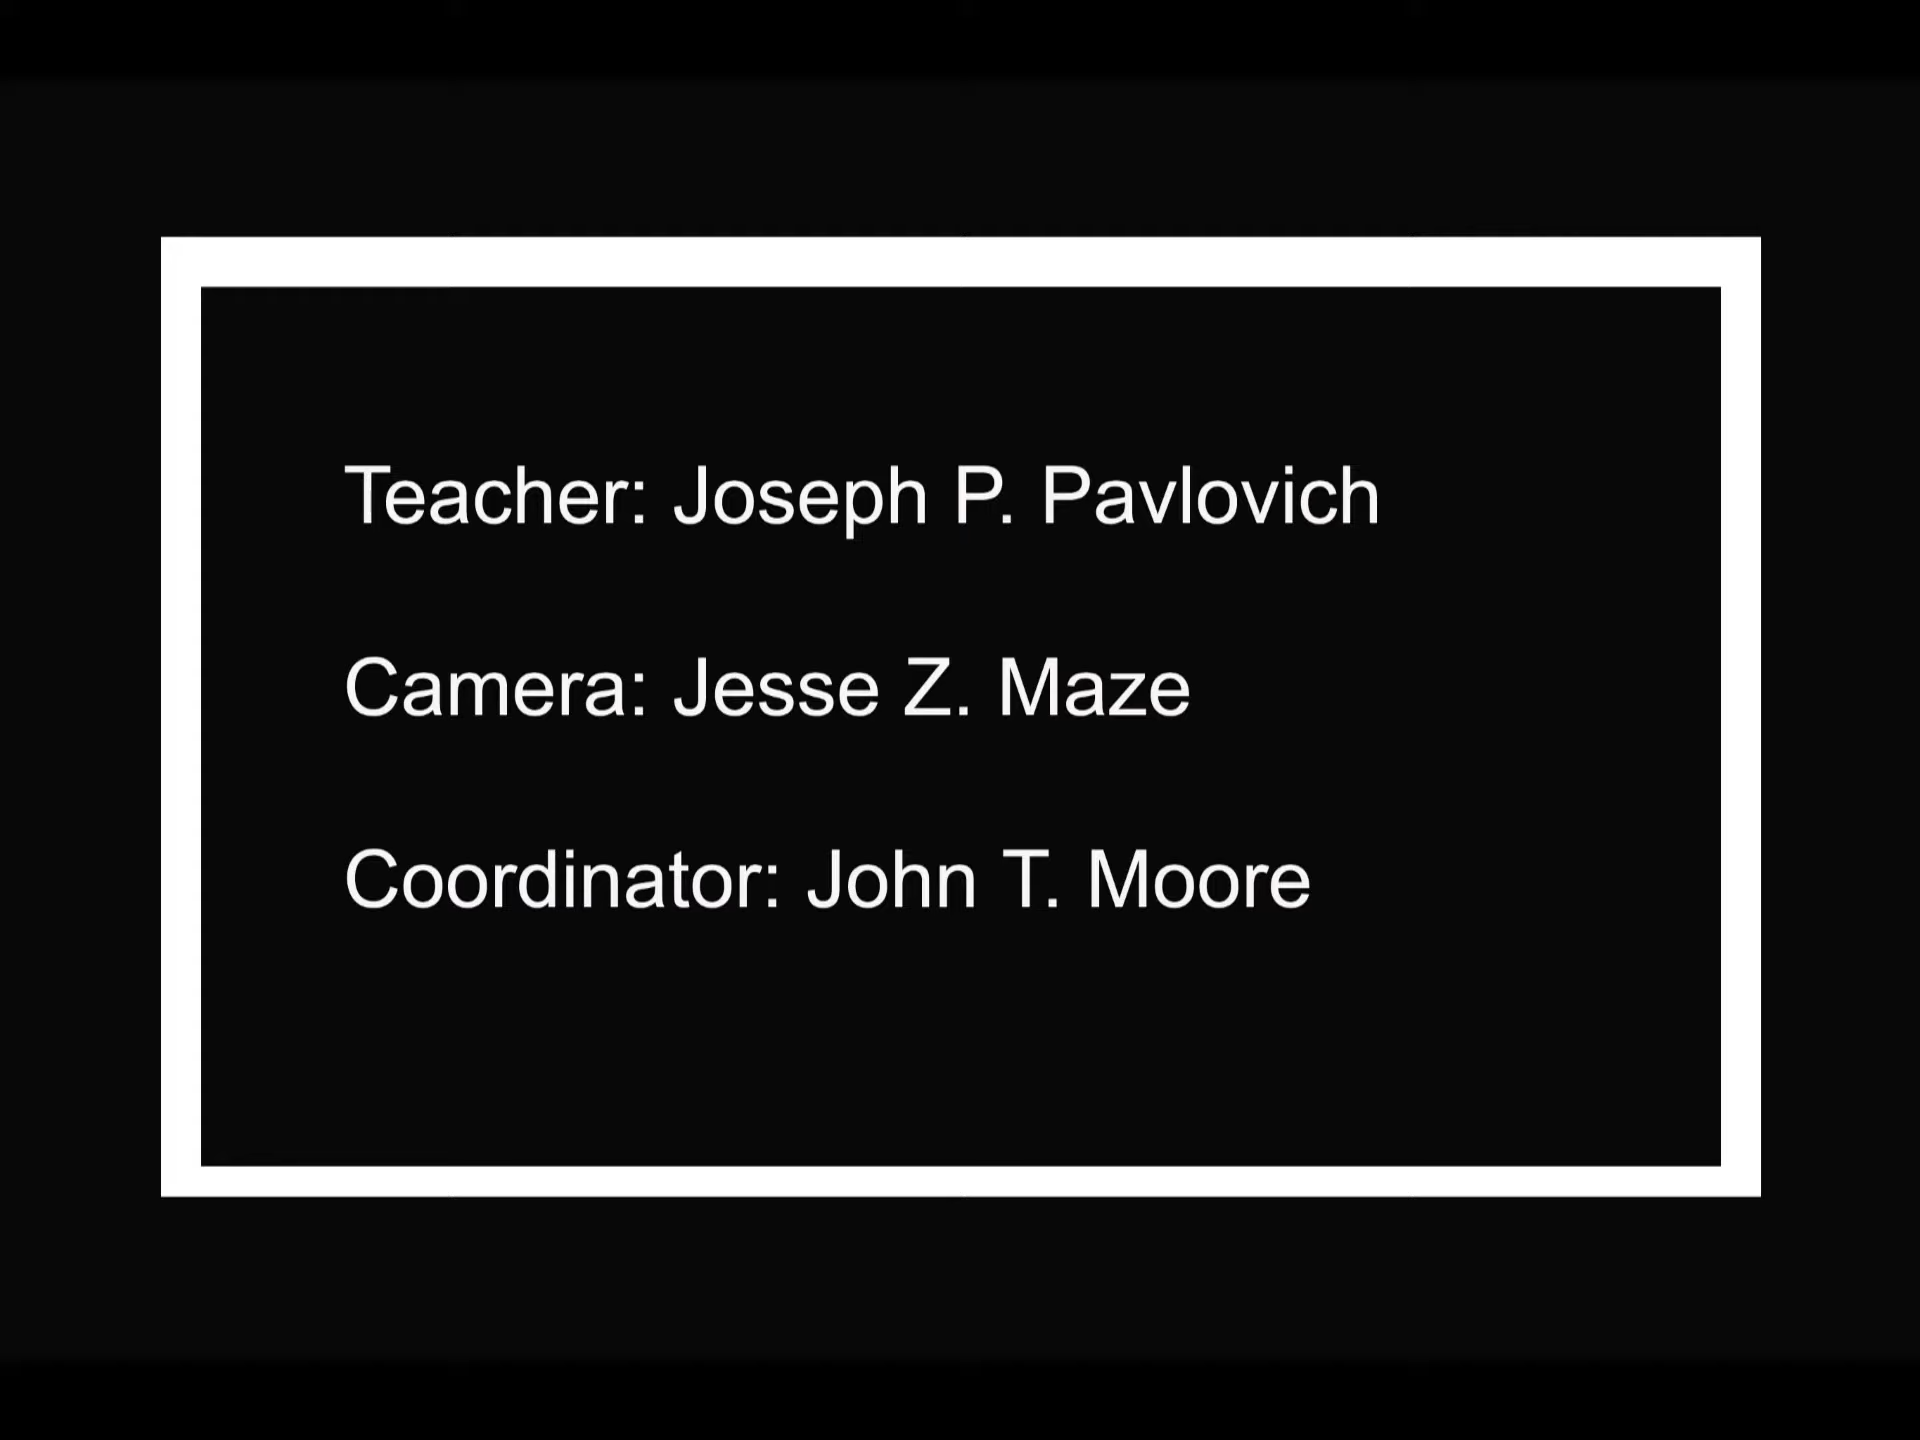 Teacher: Joseph P. Pavlovich
Camera: Jesse Z. Maze
Coordinator: John T. Moore